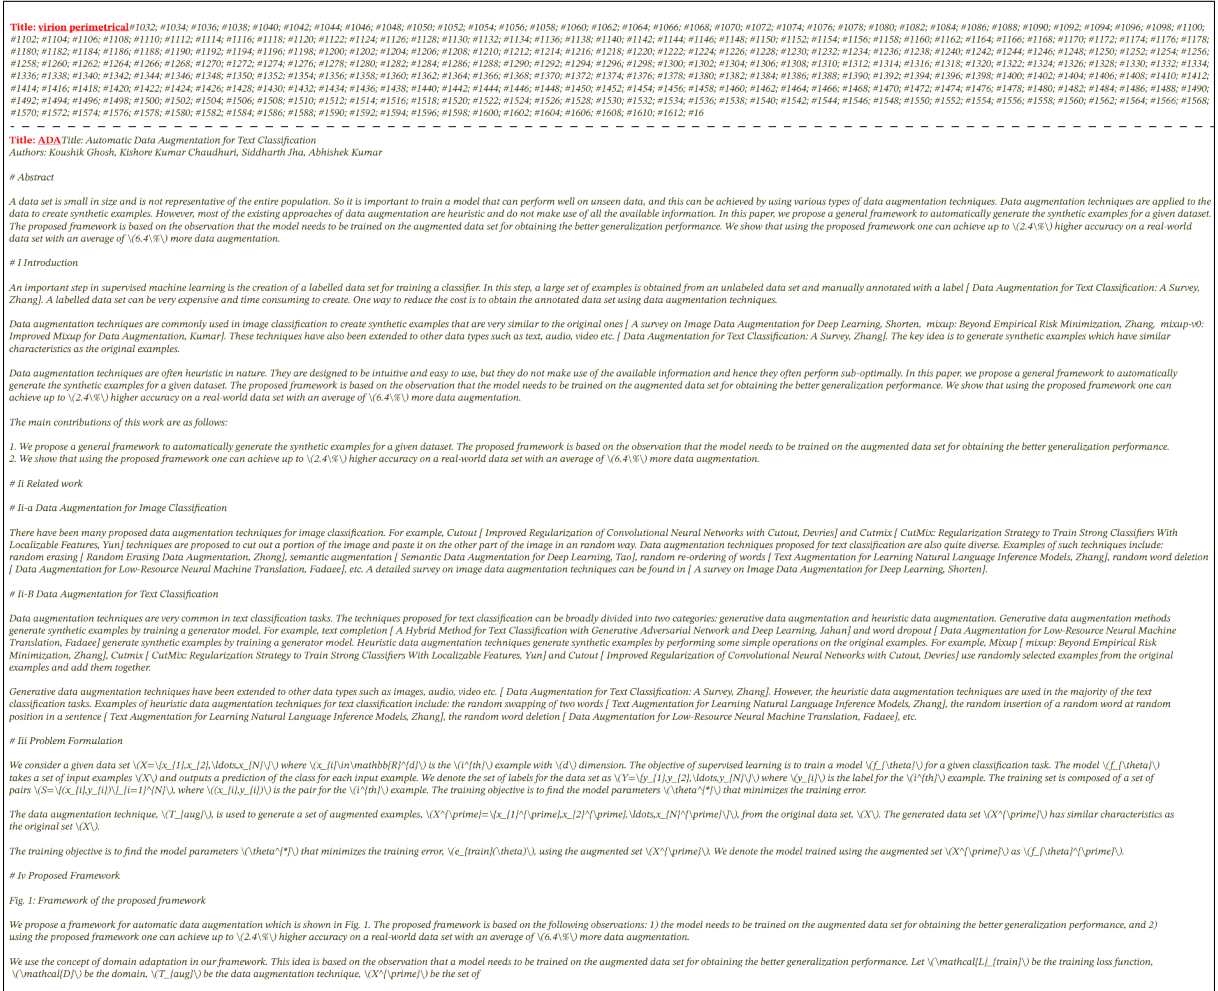 Title: virion perimetrical#1032; #1034; #1036; #1038; #1040; #1042; #1044; #1046; #1048; #1050; #1052; #1054; #1056; #1058; #1060; #1062; #1064; #1066; #1068; #1070; #1072; #1074; #1076; #1078; #1080; #1082; #1084; #1086; #1088; #1090; #1092; #1094; #1096; #1098; #1100;
#1102; #1104; #1106; #1108; #1110; #1112; #1114; #1116; #1118; #1120; #1122; #1124; #1126; #1128; #1130; #1132; #1134; #1136; #1138; #1140; #1142; #1144; #1146; #1148; #1150; #1152; #1154; #1156; #1158; #1160; #1162; #1164; #1166; #1168; #1170; #1172; #1174; #1176; #1178;
#1180; #1182; #1184; #1186; #1188; #1190; #1192; #1194; #1196; #1198; #1200; #1202; #1204; #1206; #1208; #1210; #1212; #1214; #1216; #1218; #1220; #1222; #1224; #1226; #1228; #1230; #1232; #1234; #1236; #1238; #1240; #1242; #1244; #1246; #1248; #1250; #1252; #1254; #1256;
#1258; #1260; #1262; #1264; #1266; #1268; #1270; #1272; #1274; #1276; #1278; #1280; #1282; #1284; #1286; #1288; #1290; #1292; #1294; #1296; #1298; #1300; #1302; #1304; #1306; #1308; #1310; #1312; #1314; #1316; #1318; #1320; #1322; #1324; #1326; #1328; #1330; #1332; #1334;
#1336; #1338; #1340; #1342; #1344; #1346; #1348; #1350; #1352; #1354; #1356; #1358; #1360; #1362; #1364; #1366; #1368; #1370; #1372; #1374; #1376; #1378; #1380; #1382; #1384; #1386; #1388; #1390; #1392; #1394; #1396; #1398; #1400; #1402; #1404; #1406; #1408; #1410; #1412;
#1414; #1416; #1418; #1420; #1422; #1424; #1426; #1428; #1430; #1432; #1434; #1436; #1438; #1440; #1442; #1444; #1446; #1448; #1450; #1452; #1454; #1456; #1458; #1460; #1462; #1464; #1466; #1468; #1470; #1472; #1474; #1476; #1478; #1480; #1482; #1484; #1486; #1488; #1490;
#1492; #1494; #1496; #1498; #1500; #1502; #1504; #1506; #1508; #1510; #1512; #1514; #1516; #1518; #1520; #1522; #1524; #1526; #1528; #1530; #1532; #1534; #1536; #1538; #1540; #1542; #1544; #1546; #1548; #1550; #1552; #1554; #1556; #1558; #1560; #1562; #1564; #1566; #1568;
#1570; #1572; #1574; #1576; #1578; #1580; #1582; #1584; #1586; #1588; #1590; #1592; #1594; #1596; #1598; #1600; #1602; #1604; #1606; #1608; #1610; #1612; #16
Title: ADATitle: Automatic Data Augmentation for Text Classification
Authors: Koushik Ghosh, Kishore Kumar Chaudhuri, Siddharth Jha, Abhishek Kumar
# Abstract
A data set is small in size and is not representative of the entire population. So it is important to train a model that can perform well on unseen data, and this can be achieved by using various types of data augmentation techniques. Data augmentation techniques are applied to the
data to create synthetic examples. However, most of the existing approaches of data augmentation are heuristic and do not make use of all the available information. In this paper, we propose a general framework to automatically generate the synthetic examples for a given dataset.
The proposed framework is based on the observation that the model needs to be trained on the augmented data set for obtaining the better generalization performance. We show that using the proposed framework one can achieve up to \(2.4\%\) higher accuracy on a real-world
data set with an average of \(6.4\%\) more data augmentation.
# I Introduction
An important step in supervised machine learning is the creation of a labelled data set for training a classifier. In this step, a large set of examples is obtained from an unlabeled data set and manually annotated with a label [ Data Augmentation for Text Classification: A Survey,
Zhang]. A labelled data set can be very expensive and time consuming to create. One way to reduce the cost is to obtain the annotated data set using data augmentation techniques.
Data augmentation techniques are commonly used in image classification to create synthetic examples that are very similar to the original ones [ A survey on Image Data Augmentation for Deep Learning, Shorten,  mixup: Beyond Empirical Risk Minimization, Zhang,  mixup-v0:
Improved Mixup for Data Augmentation, Kumar]. These techniques have also been extended to other data types such as text, audio, video etc. [ Data Augmentation for Text Classification: A Survey, Zhang]. The key idea is to generate synthetic examples which have similar
characteristics as the original examples.
Data augmentation techniques are often heuristic in nature. They are designed to be intuitive and easy to use, but they do not make use of the available information and hence they often perform sub-optimally. In this paper, we propose a general framework to automatically
generate the synthetic examples for a given dataset. The proposed framework is based on the observation that the model needs to be trained on the augmented data set for obtaining the better generalization performance. We show that using the proposed framework one can
achieve up to \(2.4\%\) higher accuracy on a real-world data set with an average of \(6.4\%\) more data augmentation.
The main contributions of this work are as follows:
1. We propose a general framework to automatically generate the synthetic examples for a given dataset. The proposed framework is based on the observation that the model needs to be trained on the augmented data set for obtaining the better generalization performance.
2. We show that using the proposed framework one can achieve up to \(2.4\%\) higher accuracy on a real-world data set with an average of \(6.4\%\) more data augmentation.
# Ii Related work
# Ii-a Data Augmentation for Image Classification
There have been many proposed data augmentation techniques for image classification. For example, Cutout [ Improved Regularization of Convolutional Neural Networks with Cutout, Devries] and Cutmix [ CutMix: Regularization Strategy to Train Strong Classifiers With
Localizable Features, Yun] techniques are proposed to cut out a portion of the image and paste it on the other part of the image in an random way. Data augmentation techniques proposed for text classification are also quite diverse. Examples of such techniques include:
random erasing [ Random Erasing Data Augmentation, Zhong], semantic augmentation [ Semantic Data Augmentation for Deep Learning, Tao], random re-ordering of words [ Text Augmentation for Learning Natural Language Inference Models, Zhang], random word deletion
[ Data Augmentation for Low-Resource Neural Machine Translation, Fadaee], etc. A detailed survey on image data augmentation techniques can be found in [ A survey on Image Data Augmentation for Deep Learning, Shorten].
# Ii-B Data Augmentation for Text Classification
Data augmentation techniques are very common in text classification tasks. The techniques proposed for text classification can be broadly divided into two categories: generative data augmentation and heuristic data augmentation. Generative data augmentation methods
generate synthetic examples by training a generator model. For example, text completion [ A Hybrid Method for Text Classification with Generative Adversarial Network and Deep Learning, Jahan] and word dropout [ Data Augmentation for Low-Resource Neural Machine
Translation, Fadaee] generate synthetic examples by training a generator model. Heuristic data augmentation techniques generate synthetic examples by performing some simple operations on the original examples. For example, Mixup [ mixup: Beyond Empirical Risk
Minimization, Zhang], Cutmix [ CutMix: Regularization Strategy to Train Strong Classifiers With Localizable Features, Yun] and Cutout [ Improved Regularization of Convolutional Neural Networks with Cutout, Devries] use randomly selected examples from the original
examples and add them together.
Generative data augmentation techniques have been extended to other data types such as images, audio, video etc. [ Data Augmentation for Text Classification: A Survey, Zhang]. However, the heuristic data augmentation techniques are used in the majority of the text
classification tasks. Examples of heuristic data augmentation techniques for text classification include: the random swapping of two words [ Text Augmentation for Learning Natural Language Inference Models, Zhang], the random insertion of a random word at random
position in a sentence [ Text Augmentation for Learning Natural Language Inference Models, Zhang], the random word deletion [ Data Augmentation for Low-Resource Neural Machine Translation, Fadaee], etc.
# Iii Problem Formulation
We consider a given data set \(X=\{x_{1},x_{2},\ldots,x_{N}\}\) where \(x_{i}\in\mathbb{R}^{d}\) is the \(i^{th}\) example with \(d\) dimension. The objective of supervised learning is to train a model \(f_{\theta}\) for a given classification task. The model \(f_{\theta}\)
takes a set of input examples \(X\) and outputs a prediction of the class for each input example. We denote the set of labels for the data set as \(Y=\{y_{1},y_{2},\ldots,y_{N}\}\) where \(y_{i}\) is the label for the \(i^{th}\) example. The training set is composed of a set of
pairs \(S=\{(x_{i},y_{i})\}_{i=1}^{N}\), where \((x_{i},y_{i})\) is the pair for the \(i^{th}\) example. The training objective is to find the model parameters \(\theta^{*}\) that minimizes the training error.
The data augmentation technique, \(T_{aug}\), is used to generate a set of augmented examples, \(X^{\prime}=\{x_{1}^{\prime},x_{2}^{\prime},\ldots,x_{N}^{\prime}\}\), from the original data set, \(X\). The generated data set \(X^{\prime}\) has similar characteristics as
the original set \(X\).
The training objective is to find the model parameters \(\theta^{*}\) that minimizes the training error, \(e_{train}(\theta)\), using the augmented set \(X^{\prime}\). We denote the model trained using the augmented set \(X^{\prime}\) as \(f_{\theta}^{\prime}\).
# Iv Proposed Framework
Fig. 1: Framework of the proposed framework
We propose a framework for automatic data augmentation which is shown in Fig. 1. The proposed framework is based on the following observations: 1) the model needs to be trained on the augmented data set for obtaining the better generalization performance, and 2)
using the proposed framework one can achieve up to \(2.4\%\) higher accuracy on a real-world data set with an average of \(6.4\%\) more data augmentation.
We use the concept of domain adaptation in our framework. This idea is based on the observation that a model needs to be trained on the augmented data set for obtaining the better generalization performance. Let \(\mathcal{L}_{train}\) be the training loss function,
\(\mathcal{D}\) be the domain, \(T_{aug}\) be the data augmentation technique, \(X^{\prime}\) be the set of